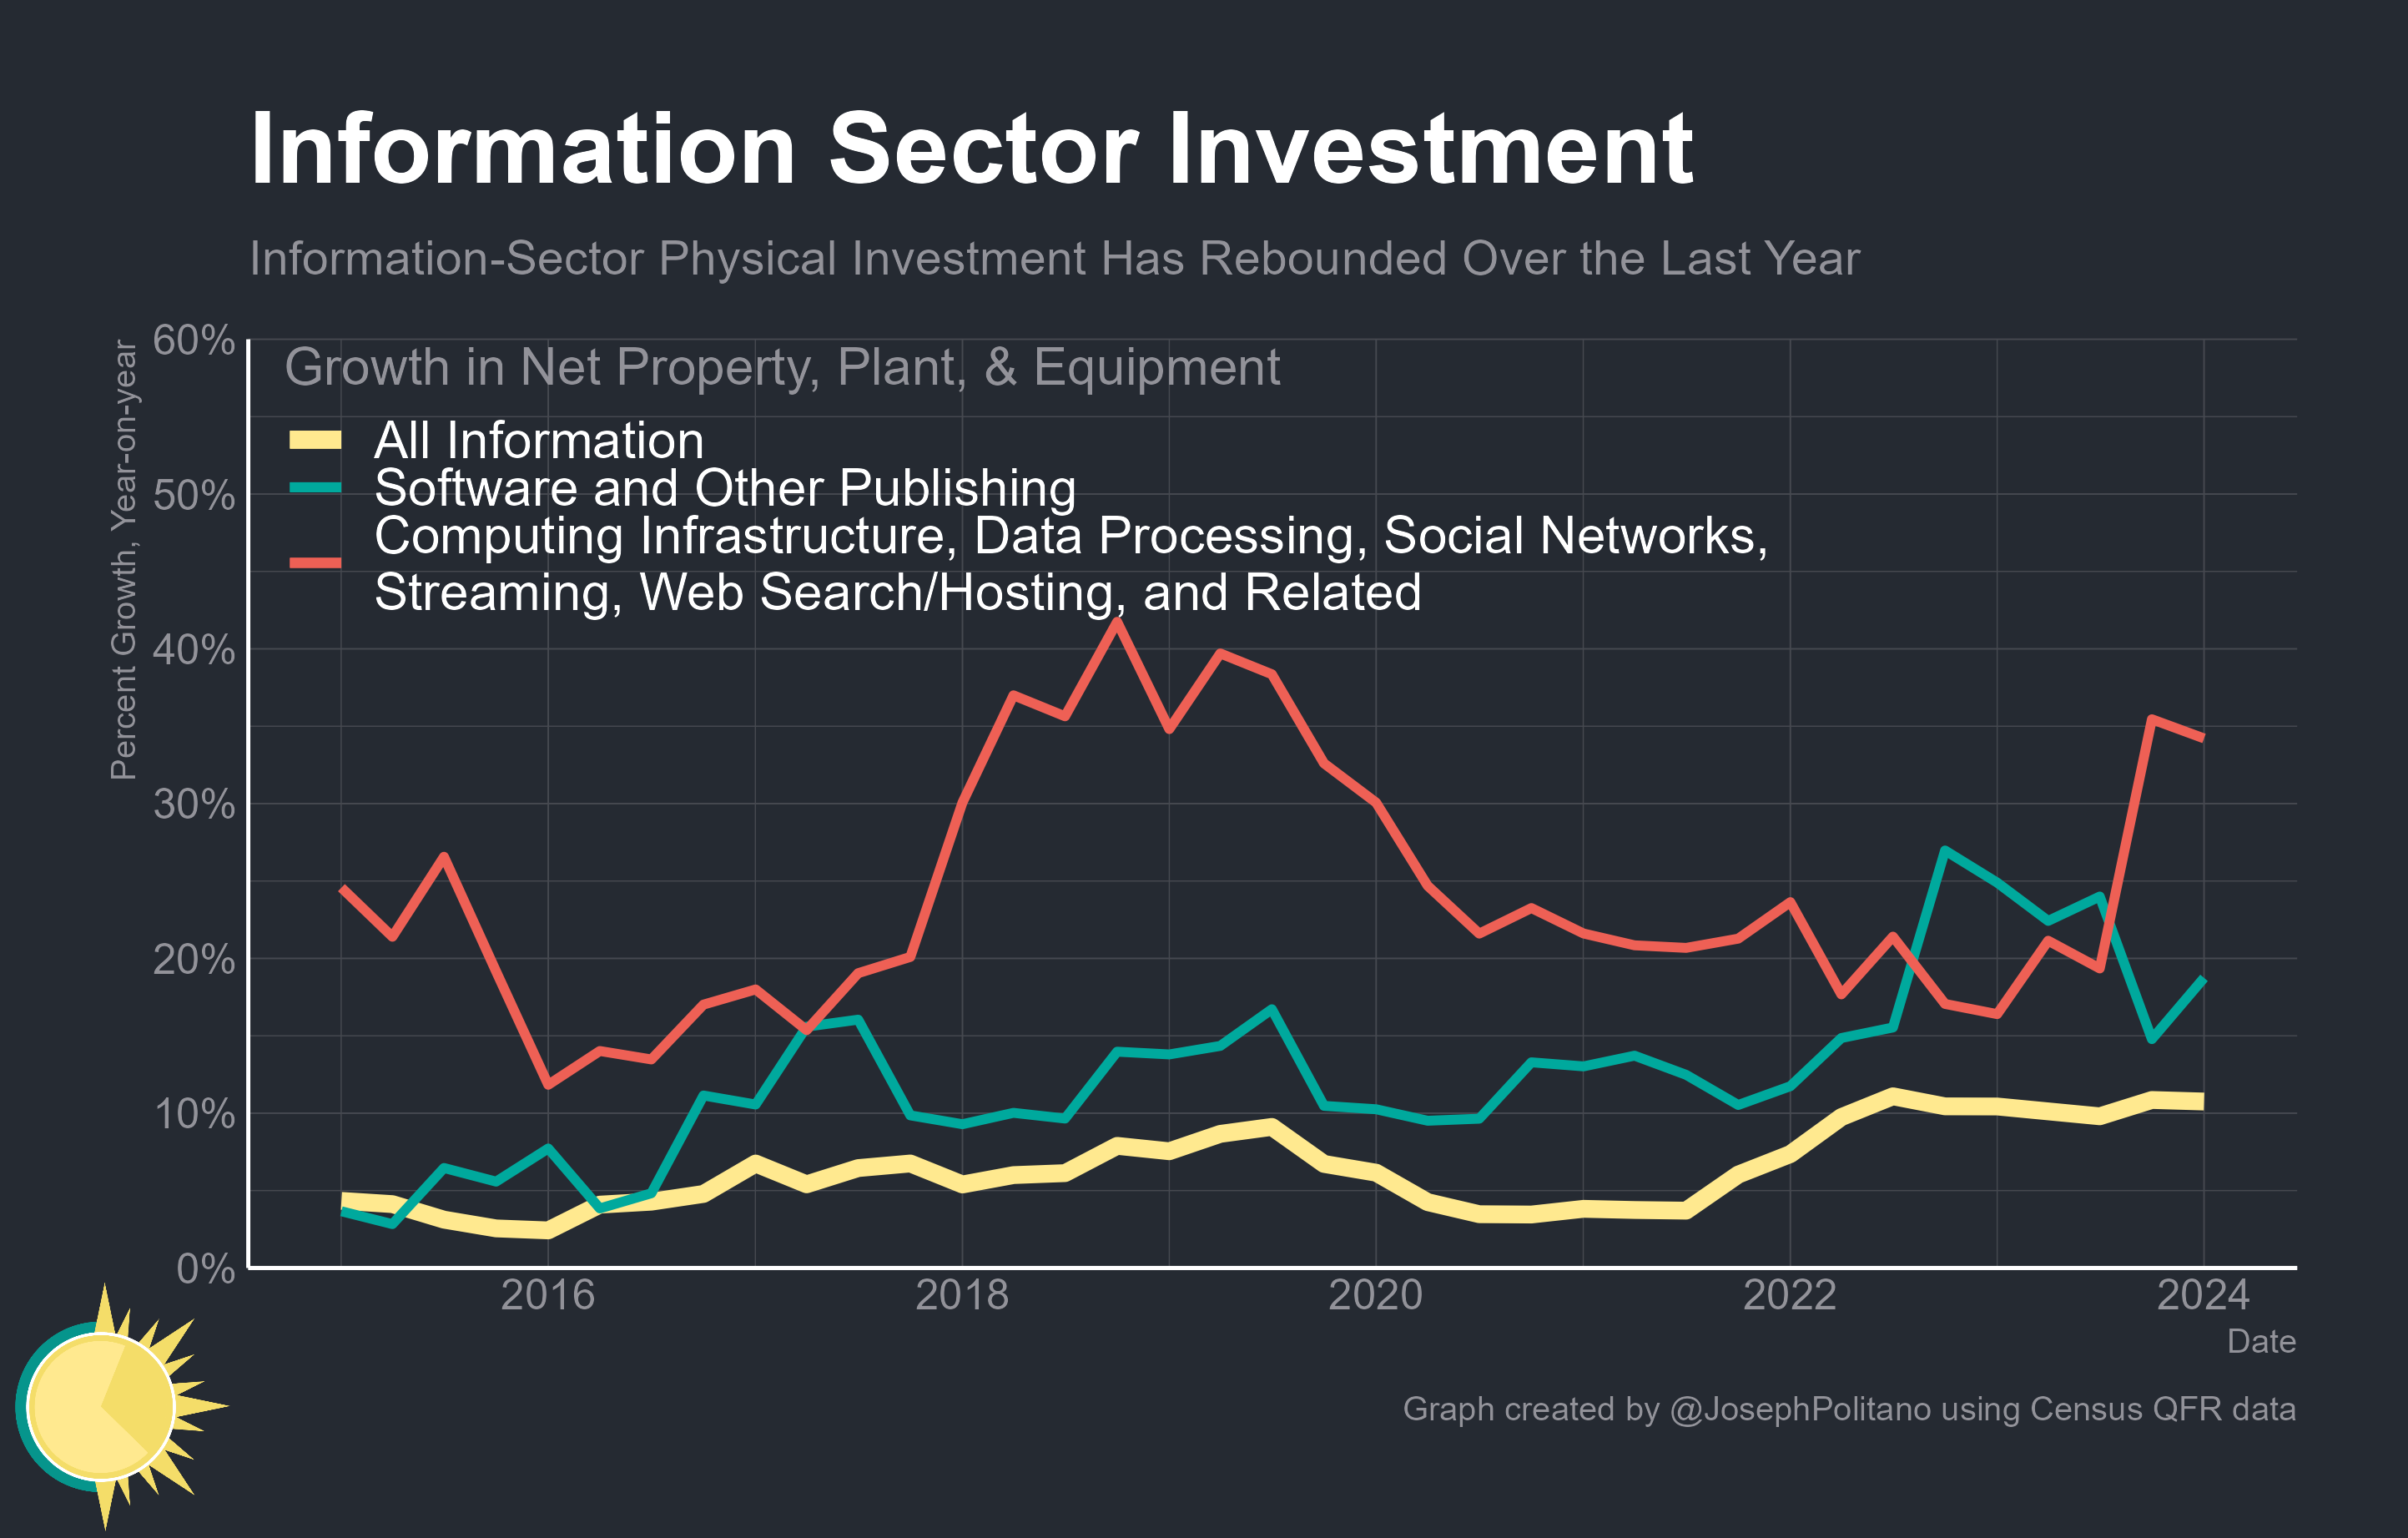 Information Sector Investment
Information-Sector Physical Investment Has Rebounded Over the Last Year
Percent Growth, Year-on-year
60%
50%
40%
30%
20%
10%
0%
Growth in Net Property, Plant, & Equipment
All Information
Software and Other Publishing
Computing Infrastructure, Data Processing, Social Networks,
Streaming, Web Search/Hosting, and Related
2016
2018
2020
2022
2024
Date
Graph created by @JosephPolitano using Census QFR data